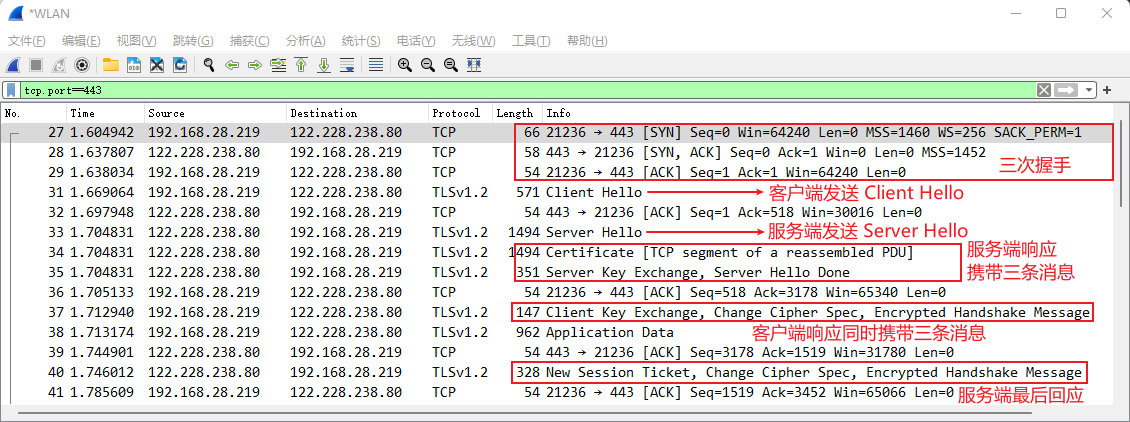 *WLAN
文件(F) 编辑(E) 视图(V) 跳转(G) 捕获(C) 分析(A) 统计(S) 电话(Y) 无线(W) 工具(T) 帮助(H)
tcp.port==443
No. Time Source Destination Protocol Length Info
27 1.604942 192.168.28.219 122.228.238.80 TCP 66 21236 → 443 [SYN] Seq=0 Win=64240 Len=0 MSS=1460 WS=256 SACK_PERM=1
28 1.637807 122.228.238.80 192.168.28.219 TCP 58 443 → 21236 [SYN, ACK] Seq=0 Ack=1 Win=0 Len=0 MSS=1452
三次握手
29 1.638034 192.168.28.219 122.228.238.80 TCP 54 21236 → 443 [ACK] Seq=1 Ack=1 Win=64240 Len=0
31 1.669064 192.168.28.219 122.228.238.80 TLSv1.2 571 Client Hello 客户端发送 Client Hello
32 1.697948 122.228.238.80 192.168.28.219 TCP 54 443 → 21236 [ACK] Seq=1 Ack=518 Win=30016 Len=0
33 1.704831 122.228.238.80 192.168.28.219 TLSv1.2 1494 Server Hello 服务端发送 Server Hello
34 1.704831 122.228.238.80 192.168.28.219 TLSv1.2 1494 Certificate [TCP segment of a reassembled PDU] 服务端响应
35 1.704831 122.228.238.80 192.168.28.219 TLSv1.2 351 Server Key Exchange, Server Hello Done 携带三条消息
36 1.705133 192.168.28.219 122.228.238.80 TCP 54 21236 → 443 [ACK] Seq=518 Ack=3178 Win=65340 Len=0
37 1.712940 192.168.28.219 122.228.238.80 TLSv1.2 147 Client Key Exchange, Change Cipher Spec, Encrypted Handshake Message
38 1.713174 192.168.28.219 122.228.238.80 TLSv1.2 962 Application Data 客户端响应同时携带三条消息
39 1.744901 122.228.238.80 192.168.28.219 TCP 54 443 → 21236 [ACK] Seq=3178 Ack=1519 Win=31780 Len=0
40 1.746012 122.228.238.80 192.168.28.219 TLSv1.2 328 New Session Ticket, Change Cipher Spec, Encrypted Handshake Message
41 1.785609 192.168.28.219 122.228.238.80 TCP 54 21236 → 443 [ACK] Seq=1519 Ack=3452 Win=65066 Len=0 服务端最后回应